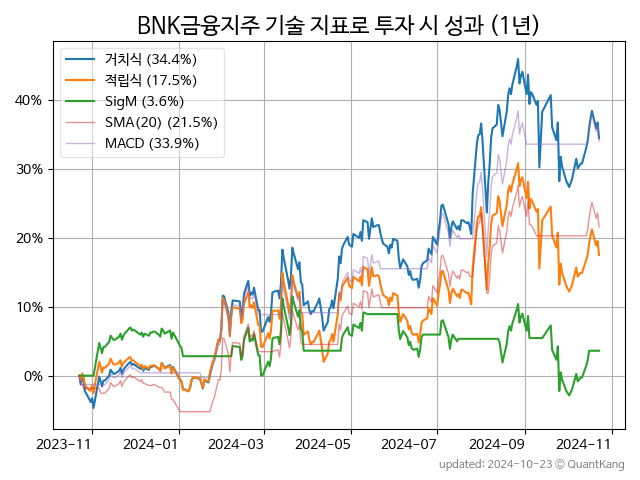 BNK금융지주 기술 지표로 투자 시 성과 (1년)
거치식 (34.4%)
적립식 (17.5%)
SigM (3.6%)
SMA(20) (21.5%)
MACD (33.9%)
40%
30%
20%
10%
0%
2023-11
2024-01
2024-03
2024-05
2024-07
2024-09
2024-11
updated: 2024-10-23 © QuantKang